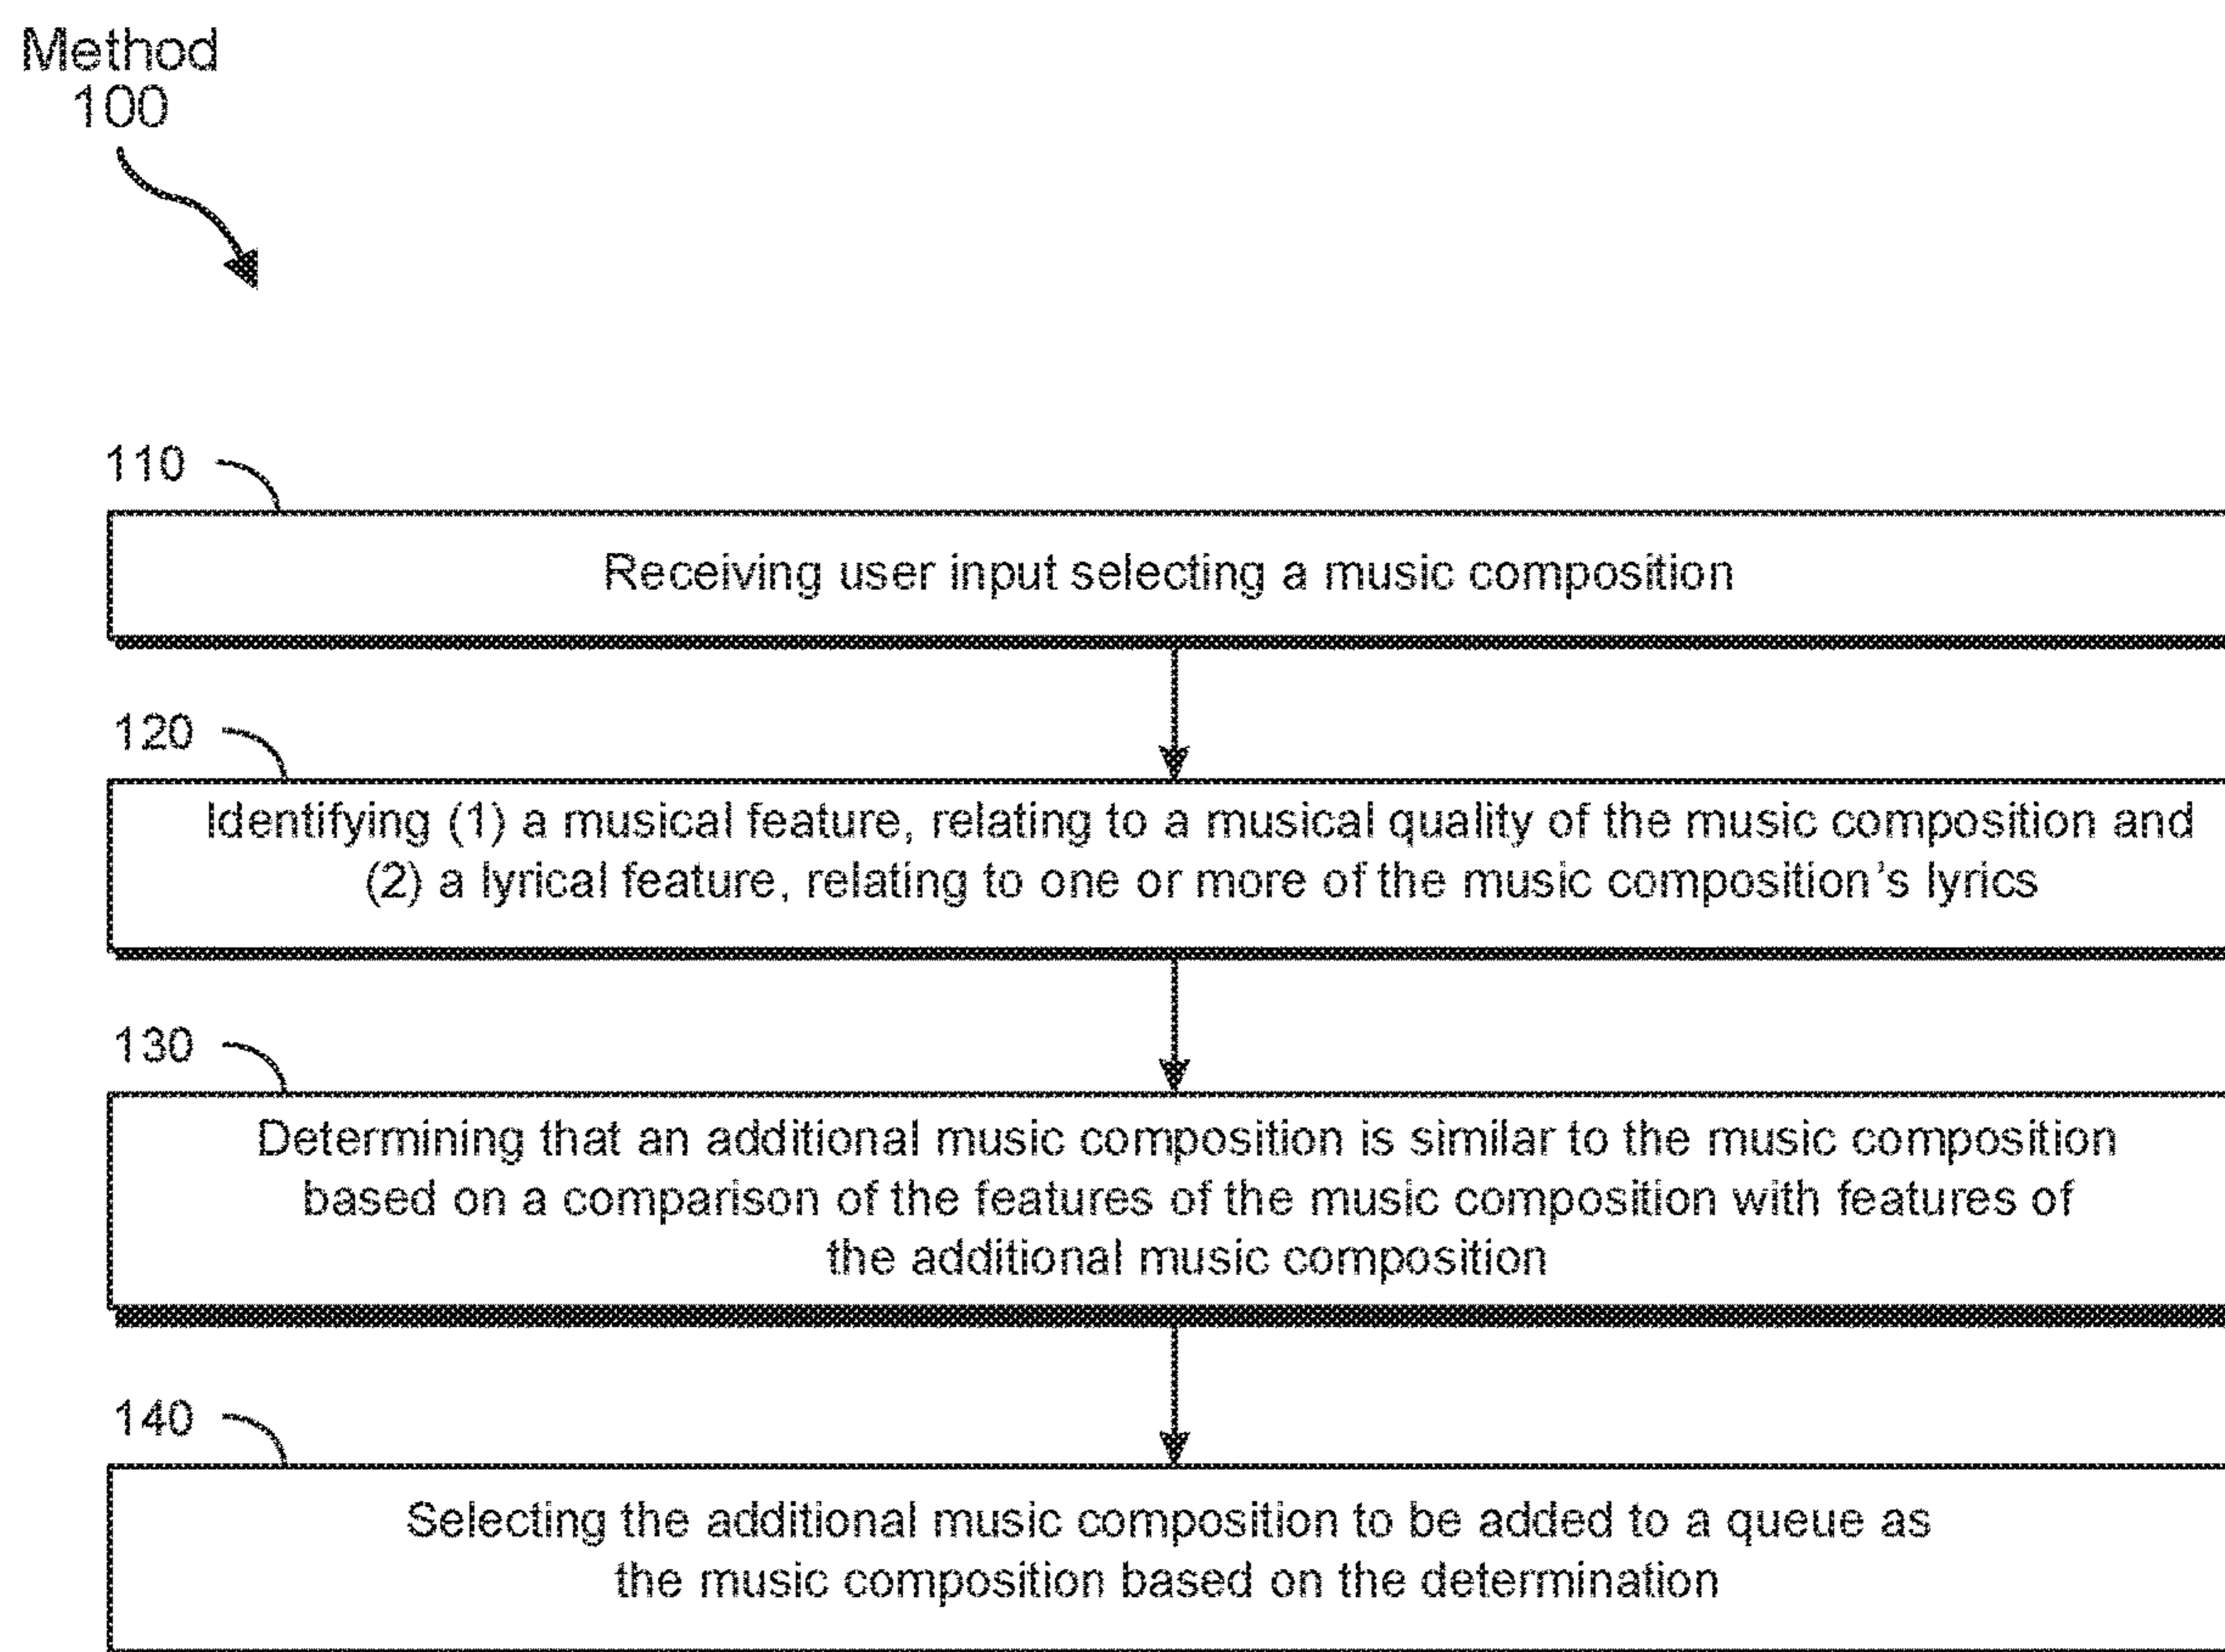 Method
100
110
Receiving user input selecting a music composition
120
Identifying (1) a musical feature, relating to a musical quality of the music composition and
(2) a lyrical feature, relating to one or more of the music composition's lyrics
130
Determining that an additional music composition is similar to the music composition
based on a comparison of the features of the music composition with features of
the additional music composition
140
Selecting the additional music composition to be added to a queue as
the music composition based on the determination